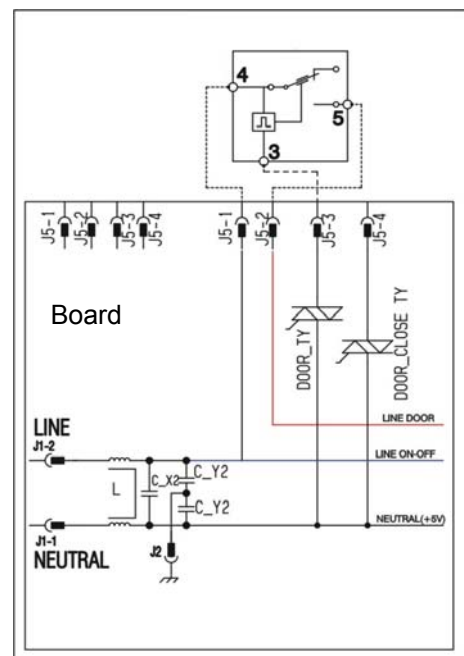 4
5
3
J5-1
J5-2
J5-3
J5-4
J5-1
J5-2
J5-3
J5-4
Board
DOOR_TY
DOOR_CLOSE TY
LINE DOOR
LINE
J1-2
LINE ON-OFF
C_Y2
C_X2
L
C_Y2
NEUTRAL(+5V)
J1-1
J2
NEUTRAL